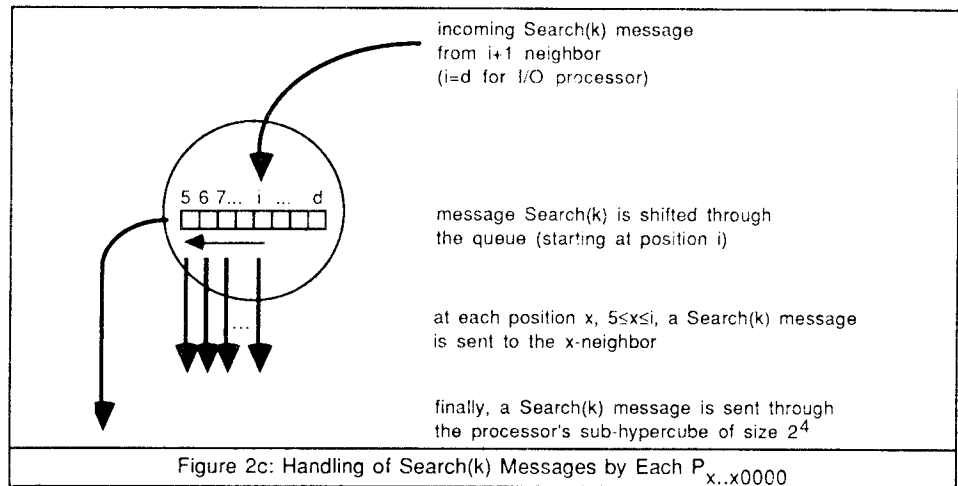 incoming Search(k) message
from i+1 neighbor
(i=d for I/O processor)
5 6 7... i ... d
message Search(k) is shifted through
the queue (starting at position i)
...
at each position x, 5≤x≤i, a Search(k) message
is sent to the x-neighbor
finally, a Search(k) message is sent through
the processor's sub-hypercube of size 2⁴
Figure 2c: Handling of Search(k) Messages by Each Pₓ..ₓ₀₀₀₀